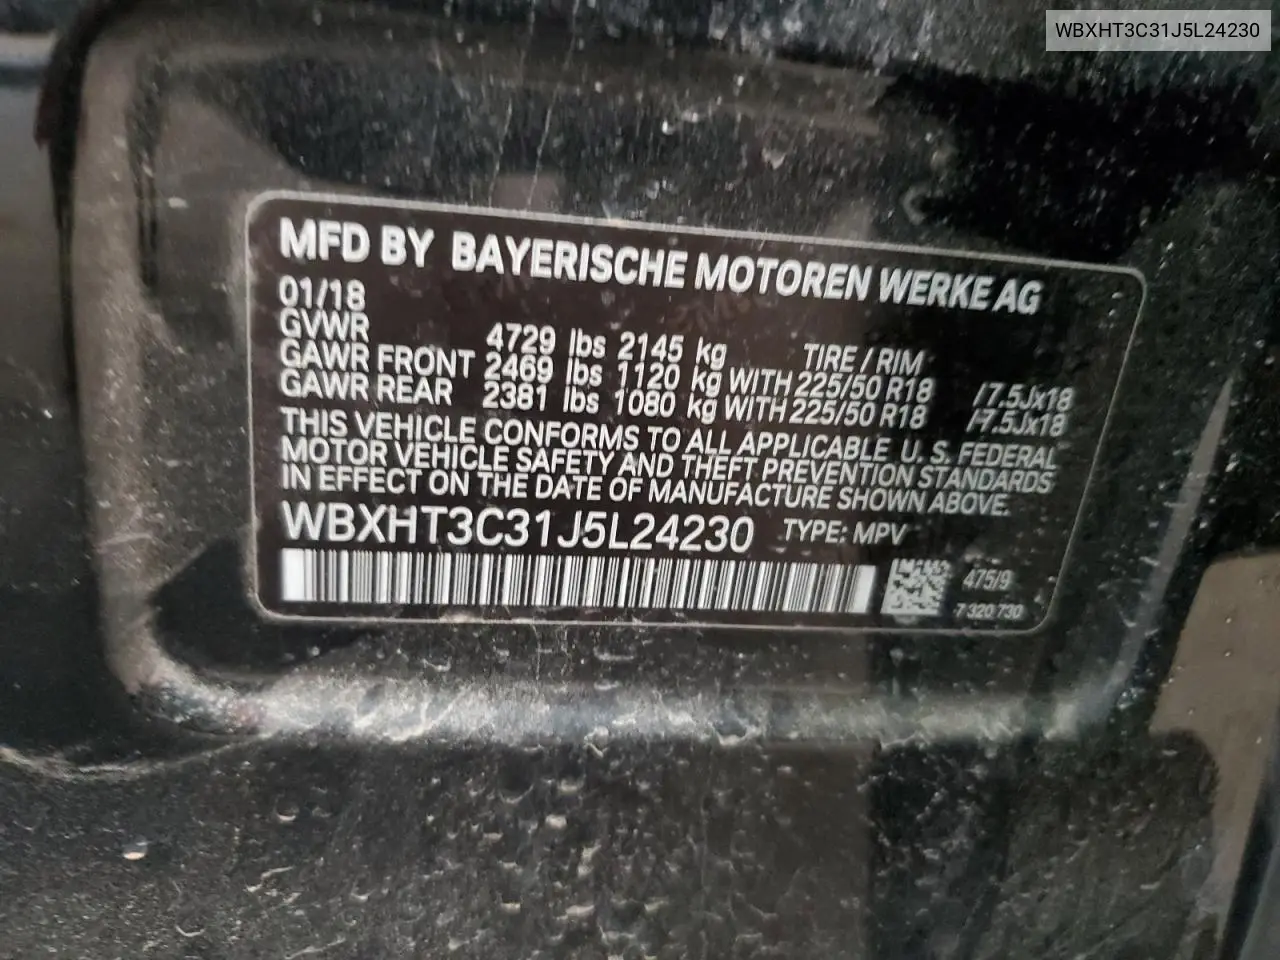 WBXHT3C31J5L24230
MFD BY BAYERISCHE MOTOREN WERKE AG
01/18
GVWR 4729 lbs 2145 kg TIRE / RIM
GAWR FRONT 2469 lbs 1120 kg WITH 225/50 R18 /7.5Jx18
GAWR REAR 2381 lbs 1080 kg WITH 225/50 R18 /7.5Jx18
THIS VEHICLE CONFORMS TO ALL APPLICABLE U. S. FEDERAL
MOTOR VEHICLE SAFETY AND THEFT PREVENTION STANDARDS
IN EFFECT ON THE DATE OF MANUFACTURE SHOWN ABOVE.
WBXHT3C31J5L24230 TYPE: MPV
475/9
7 320 730